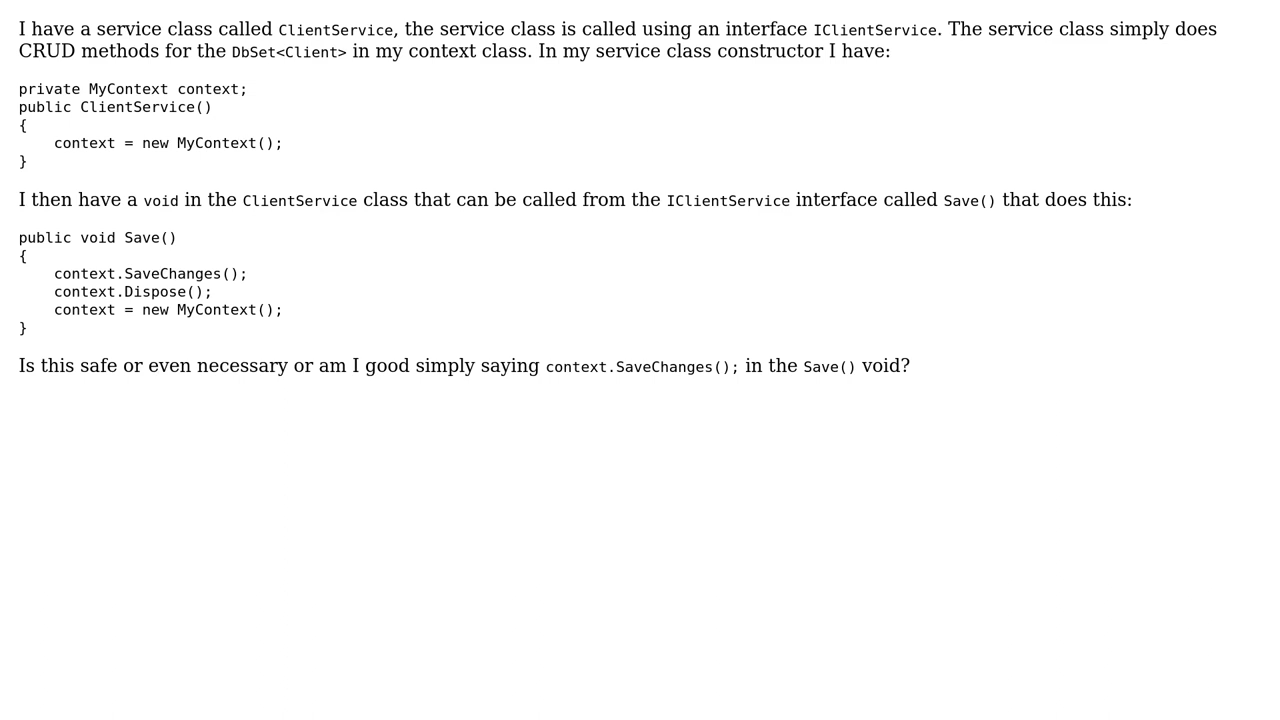 I have a service class called ClientService, the service class is called using an interface IClientService. The service class simply does
CRUD methods for the DbSet<Client> in my context class. In my service class constructor I have:
private MyContext context;
public ClientService()
{
    context = new MyContext();
}
I then have a void in the ClientService class that can be called from the IClientService interface called Save() that does this:
public void Save()
{
    context.SaveChanges();
    context.Dispose();
    context = new MyContext();
}
Is this safe or even necessary or am I good simply saying context.SaveChanges(); in the Save() void?